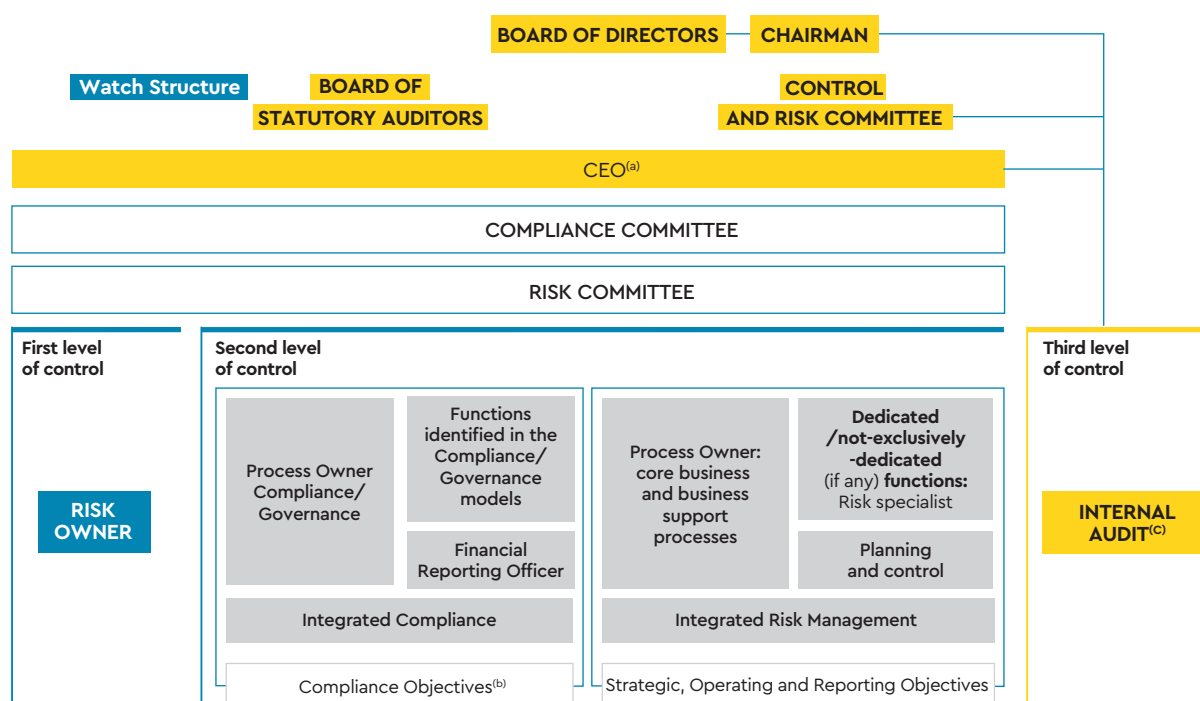 BOARD OF DIRECTORS
CHAIRMAN
Watch Structure
BOARD OF
STATUTORY AUDITORS
CONTROL
AND RISK COMMITTEE
CEO(a)
COMPLIANCE COMMITTEE
RISK COMMITTEE
First level
of control
RISK
OWNER
Second level
of control
Process Owner
Compliance/
Governance
Functions
identified in the
Compliance/
Governance
models
Financial
Reporting Officer
Integrated Compliance
Compliance Objectives(b)
Process Owner:
core business
and business
support
processes
Dedicated
/not-exclusively
-dedicated
(if any) functions:
Risk specialist
Planning
and control
Integrated Risk Management
Strategic, Operating and Reporting Objectives
Third level
of control
INTERNAL
AUDIT(C)